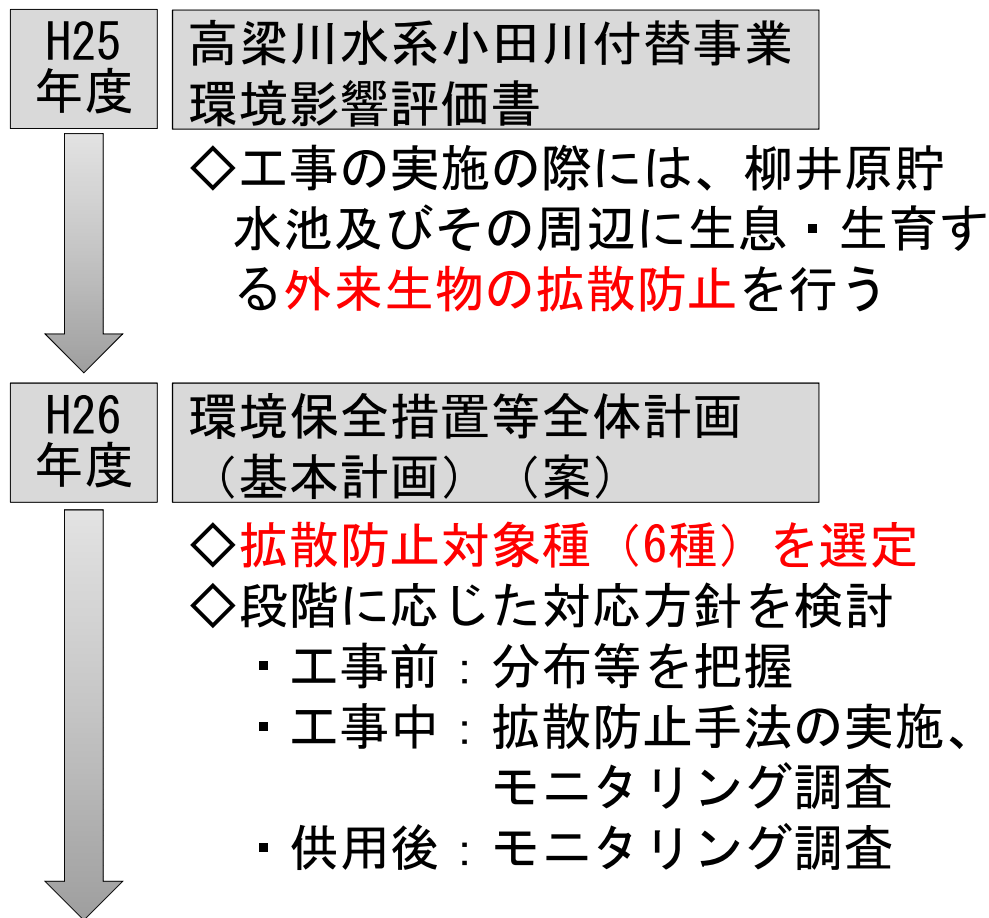 H25
年度
高梁川水系小田川付替事業
環境影響評価書
◇工事の実施の際には、柳井原貯
水池及びその周辺に生息・生育す
る外来生物の拡散防止を行う
H26
年度
環境保全措置等全体計画
（基本計画）（案）
◇拡散防止対象種（6種）を選定
◇段階に応じた対応方針を検討
・工事前：分布等を把握
・工事中：拡散防止手法の実施、
モニタリング調査
・供用後：モニタリング調査